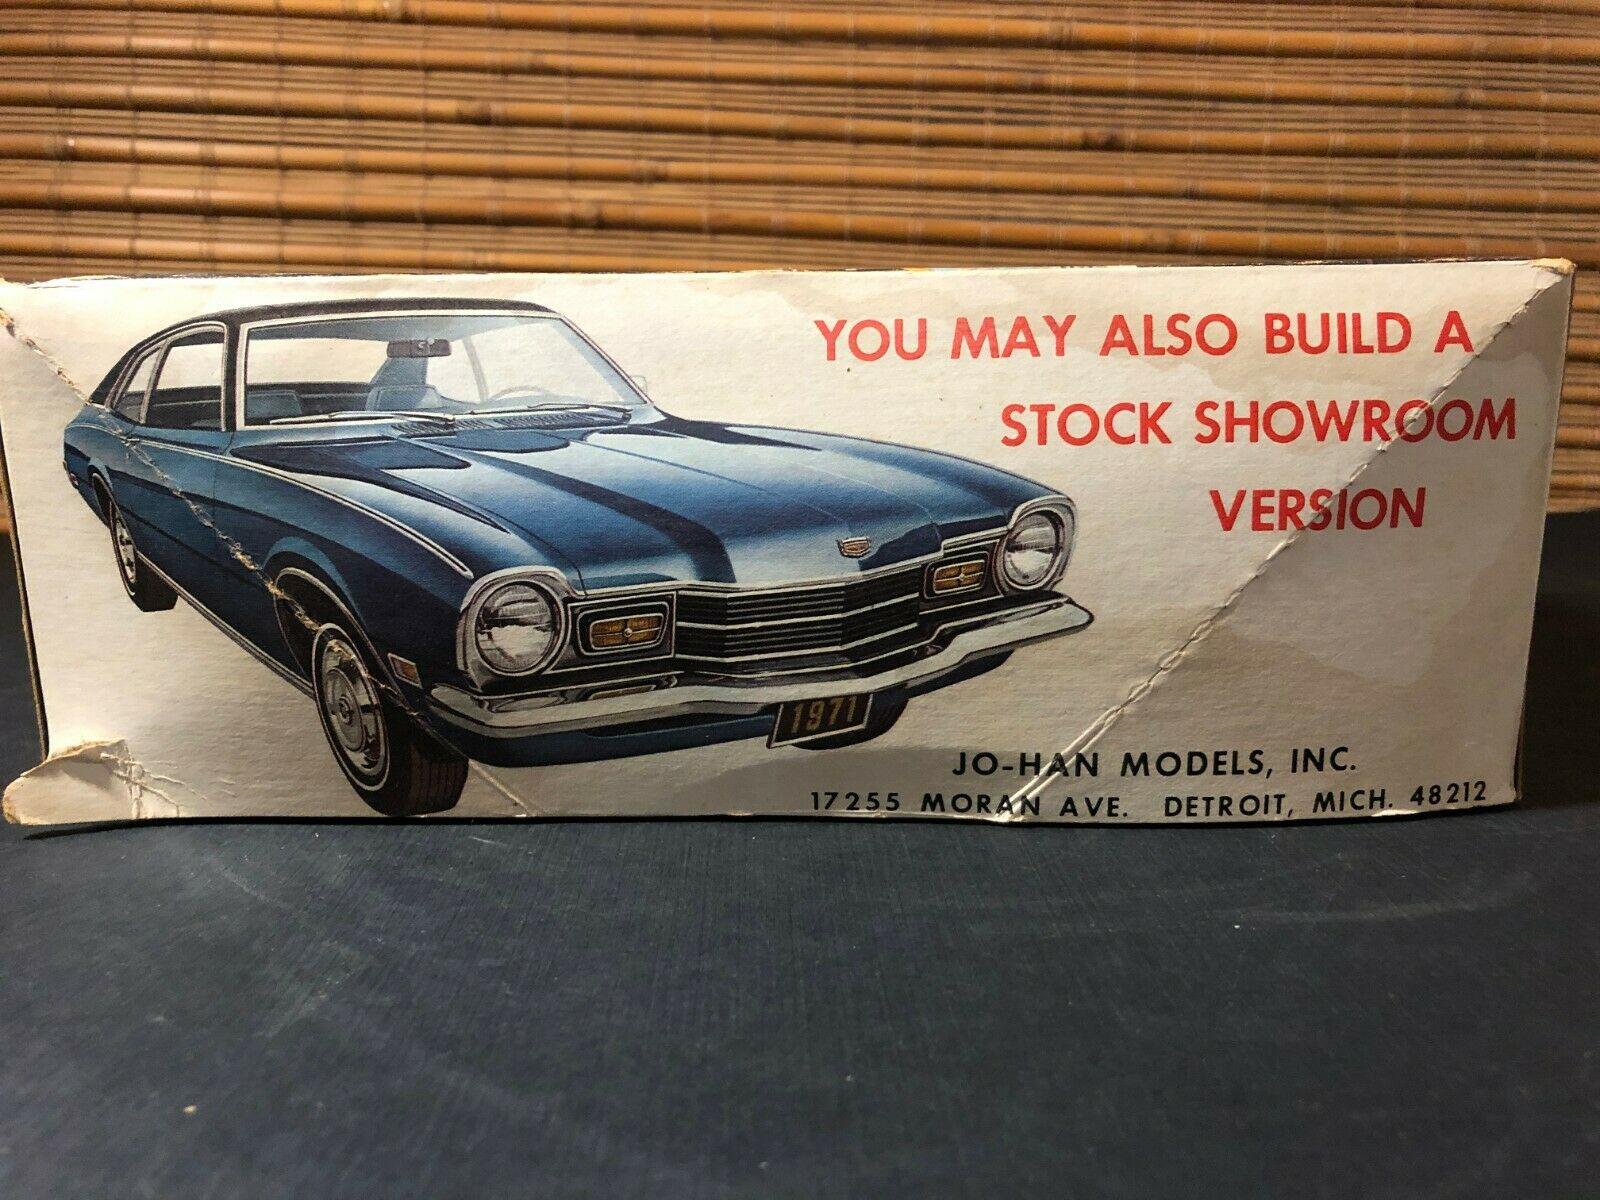 YOU MAY ALSO BUILD A
STOCK SHOWROOM
VERSION
1971
JO-HAN MODELS, INC.
17255 MORAN AVE. DETROIT, MICH. 48212